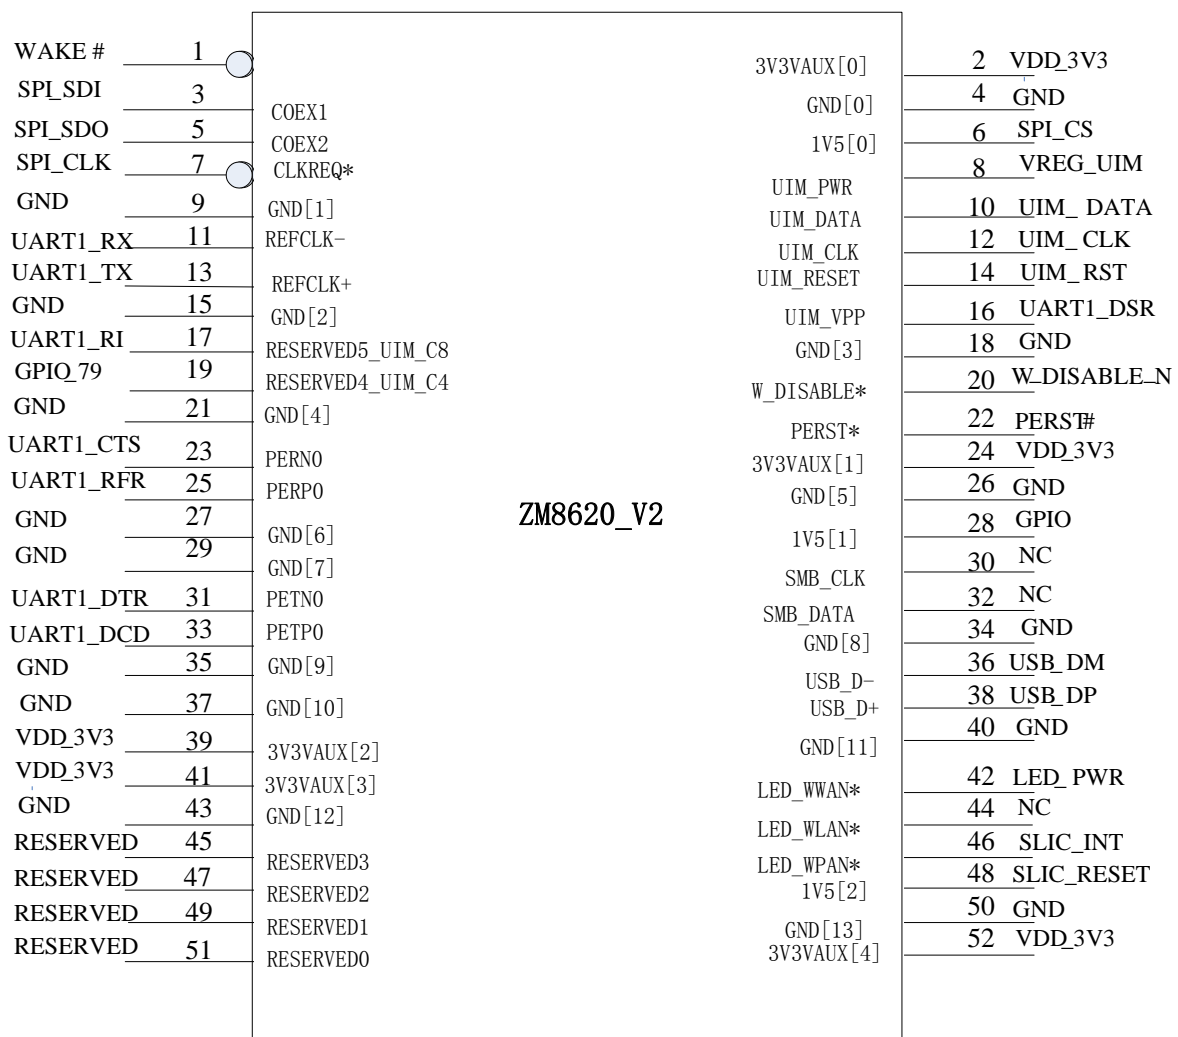 WAKE # 1 2 VDD_3V3
3V3VAUX[0]
SPI_SDI 3 4 GND
COEX1 GND[0]
SPI_SDO 5 6 SPI_CS
COEX2 1V5[0]
SPI_CLK 7 CLKREQ* 8 VREG_UIM
UIM_PWR
GND 9 GND[1] 10 UIM_ DATA
UIM_DATA
UART1_RX 11 REFCLK- 12 UIM_ CLK
UIM_CLK
UART1_TX 13 REFCLK+ UIM_RESET 14 UIM_ RST
GND 15 GND[2] UIM_VPP 16 UART1_DSR
UART1_RI 17 RESERVED5_UIM_C8 GND[3] 18 GND
GPIO_79 19 RESERVED4_UIM_C4 W_DISABLE* 20 W_DISABLE_N
GND 21 GND[4] PERST* 22 PERST#
UART1_CTS 23 PERN0 3V3VAUX[1] 24 VDD_3V3
UART1_RFR 25 PERP0 GND[5] 26 GND
ZM8620_V2
GND 27 GND[6] 1V5[1] 28 GPIO
GND 29 GND[7] SMB_CLK 30 NC
UART1_DTR 31 PETN0 SMB_DATA 32 NC
UART1_DCD 33 PETP0 GND[8] 34 GND
GND 35 GND[9] USB_D- 36 USB_DM
GND 37 GND[10] USB_D+ 38 USB_DP
VDD_3V3 39 3V3VAUX[2] GND[11] 40 GND
VDD_3V3 41 3V3VAUX[3] LED_WWAN* 42 LED_ PWR
GND 43 GND[12] LED_WLAN* 44 NC
RESERVED 45 RESERVED3 LED_WPAN* 46 SLIC_INT
RESERVED 47 RESERVED2 1V5[2] 48 SLIC_RESET
RESERVED 49 RESERVED1 GND[13] 50 GND
RESERVED 51 RESERVED0 3V3VAUX[4] 52 VDD_3V3